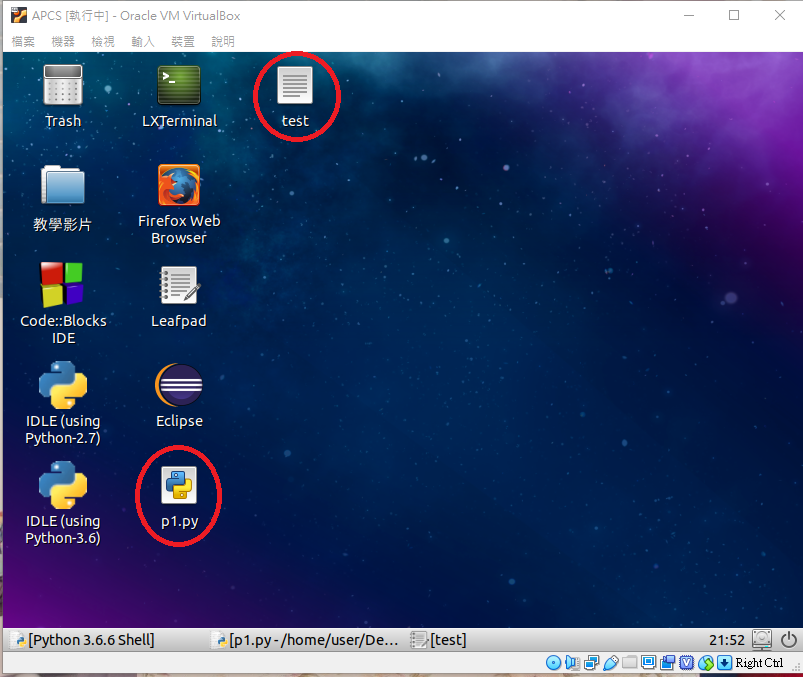 APCS [執行中] - Oracle VM VirtualBox
檔案 機器 檢視 輸入 裝置 說明
Trash
LXTerminal
test
教學影片
Firefox Web
Browser
Code::Blocks
IDE
Leafpad
IDLE (using
Python-2.7)
Eclipse
IDLE (using
Python-3.6)
p1.py
[Python 3.6.6 Shell]
[p1.py - /home/user/De...
[test]
21:52
Right Ctrl